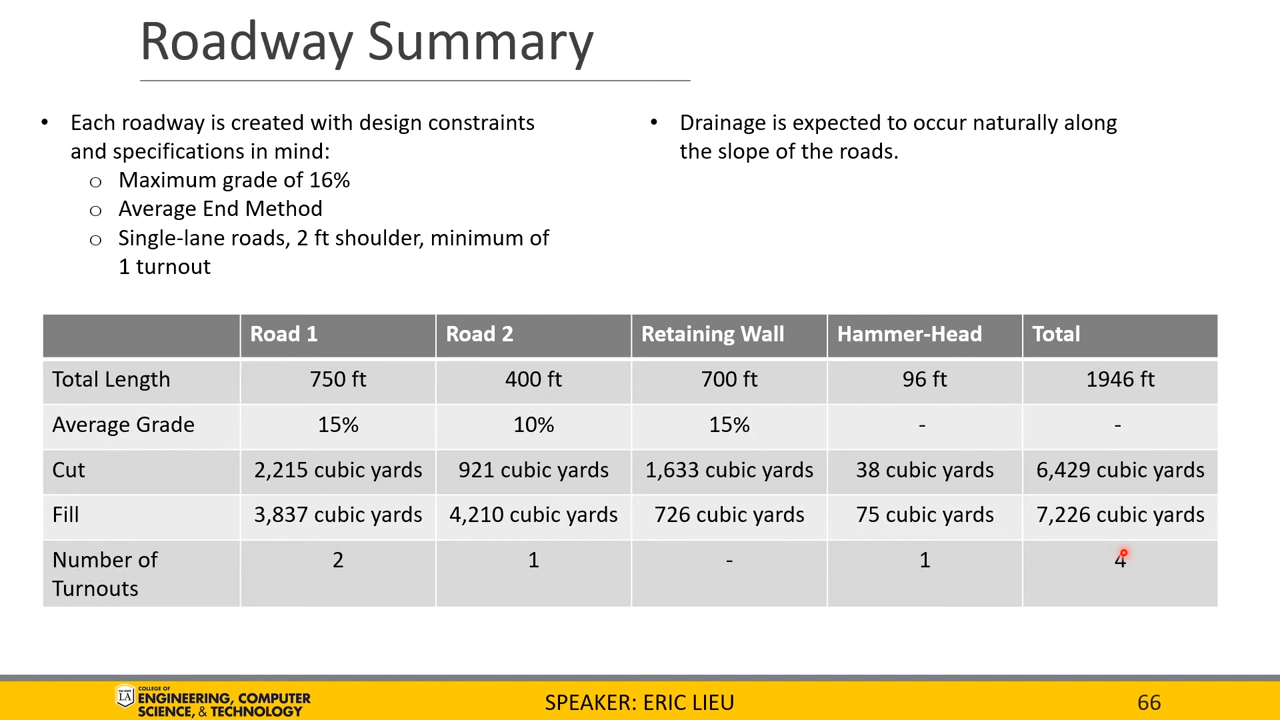 Roadway Summary
• Each roadway is created with design constraints
and specifications in mind:
o Maximum grade of 16%
o Average End Method
o Single-lane roads, 2 ft shoulder, minimum of
1 turnout
• Drainage is expected to occur naturally along
the slope of the roads.
Road 1 Road 2 Retaining Wall Hammer-Head Total
Total Length 750 ft 400 ft 700 ft 96 ft 1946 ft
Average Grade 15% 10% 15% - -
Cut 2,215 cubic yards 921 cubic yards 1,633 cubic yards 38 cubic yards 6,429 cubic yards
Fill 3,837 cubic yards 4,210 cubic yards 726 cubic yards 75 cubic yards 7,226 cubic yards
Number of 2 1 - 1 4
Turnouts
LA
COLLEGE OF
ENGINEERING, COMPUTER
SCIENCE, & TECHNOLOGY
SPEAKER: ERIC LIEU
66